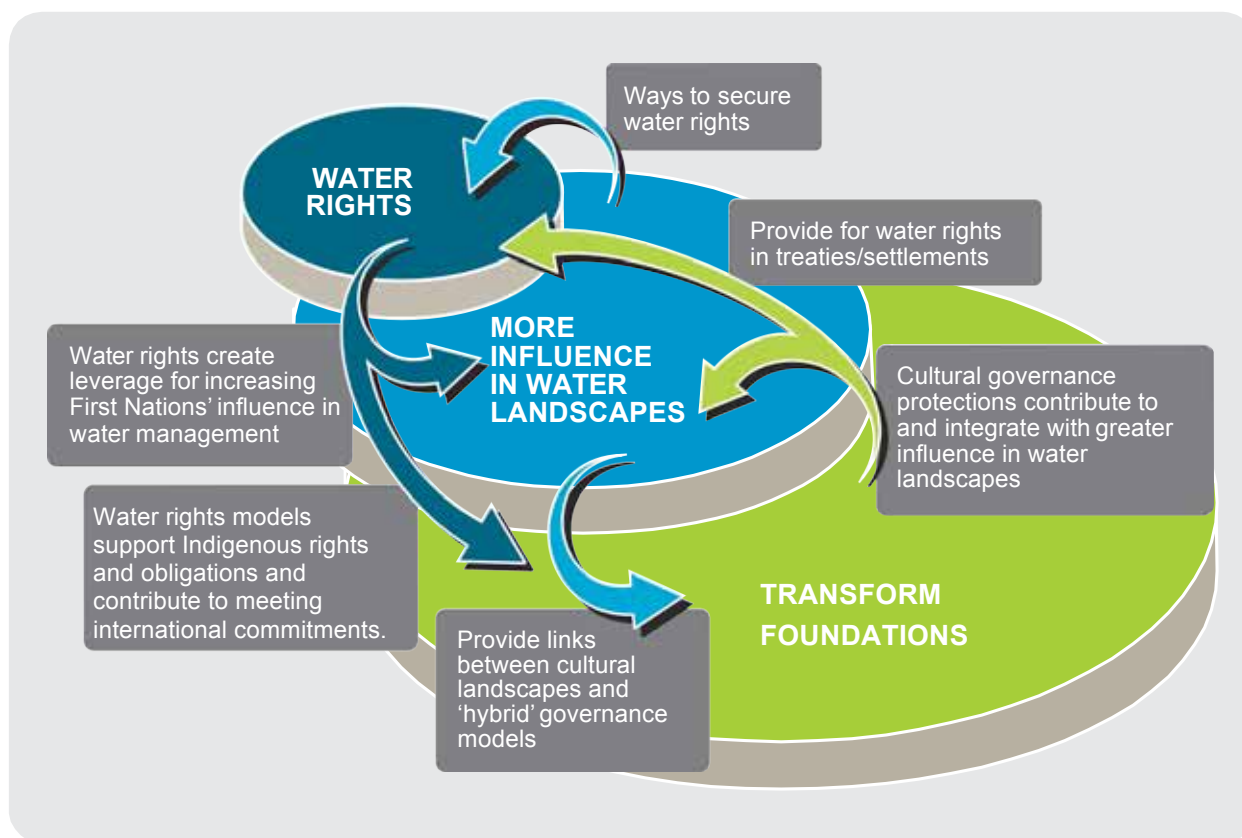 Ways to secure
water rights
WATER
RIGHTS
Provide for water rights
in treaties/settlements
MORE
INFLUENCE
IN WATER
LANDSCAPES
Water rights create
leverage for increasing
First Nations’ influence in
water management
Cultural governance
protections contribute to
and integrate with greater
influence in water
landscapes
Water rights models
support Indigenous rights
and obligations and
contribute to meeting
international commitments.
TRANSFORM
FOUNDATIONS
Provide links
between cultural
landscapes and
‘hybrid’ governance
models